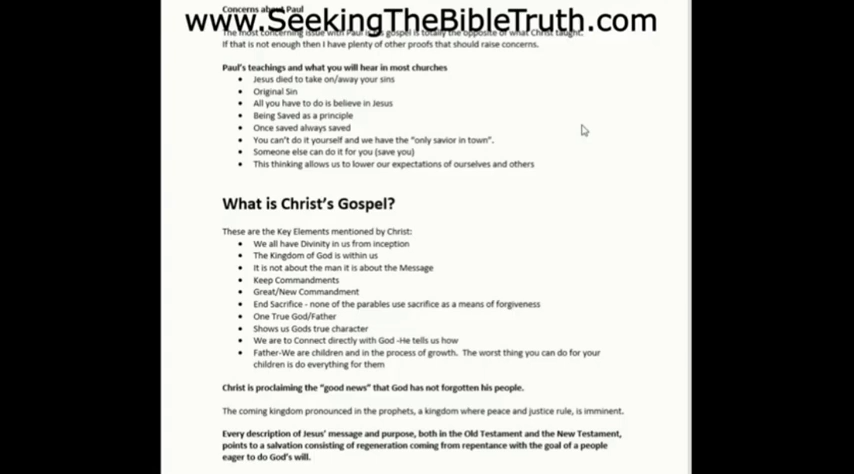 Concerns about Paul
www.SeekingTheBibleTruth.com
The most concerning issue with Paul is his gospel is totally the opposite of what Christ taught.
If that is not enough then I have plenty of other proofs that should raise concerns.
Paul's teachings and what you will hear in most churches
• Jesus died to take on/away your sins
• Original Sin
• All you have to do is believe in Jesus
• Being Saved as a principle
• Once saved always saved
• You can't do it yourself and we have the "only savior in town".
• Someone else can do it for you (save you)
• This thinking allows us to lower our expectations of ourselves and others
What is Christ's Gospel?
These are the Key Elements mentioned by Christ:
• We all have Divinity in us from inception
• The Kingdom of God is within us
• It is not about the man it is about the Message
• Keep Commandments
• Great/New Commandment
• End Sacrifice - none of the parables use sacrifice as a means of forgiveness
• One True God/Father
• Shows us Gods true character
• We are to Connect directly with God -He tells us how
• Father-We are children and in the process of growth. The worst thing you can do for your
children is do everything for them
Christ is proclaiming the "good news" that God has not forgotten his people.
The coming kingdom pronounced in the prophets, a kingdom where peace and justice rule, is imminent.
Every description of Jesus' message and purpose, both in the Old Testament and the New Testament,
points to a salvation consisting of regeneration coming from repentance with the goal of a people
eager to do God's will.